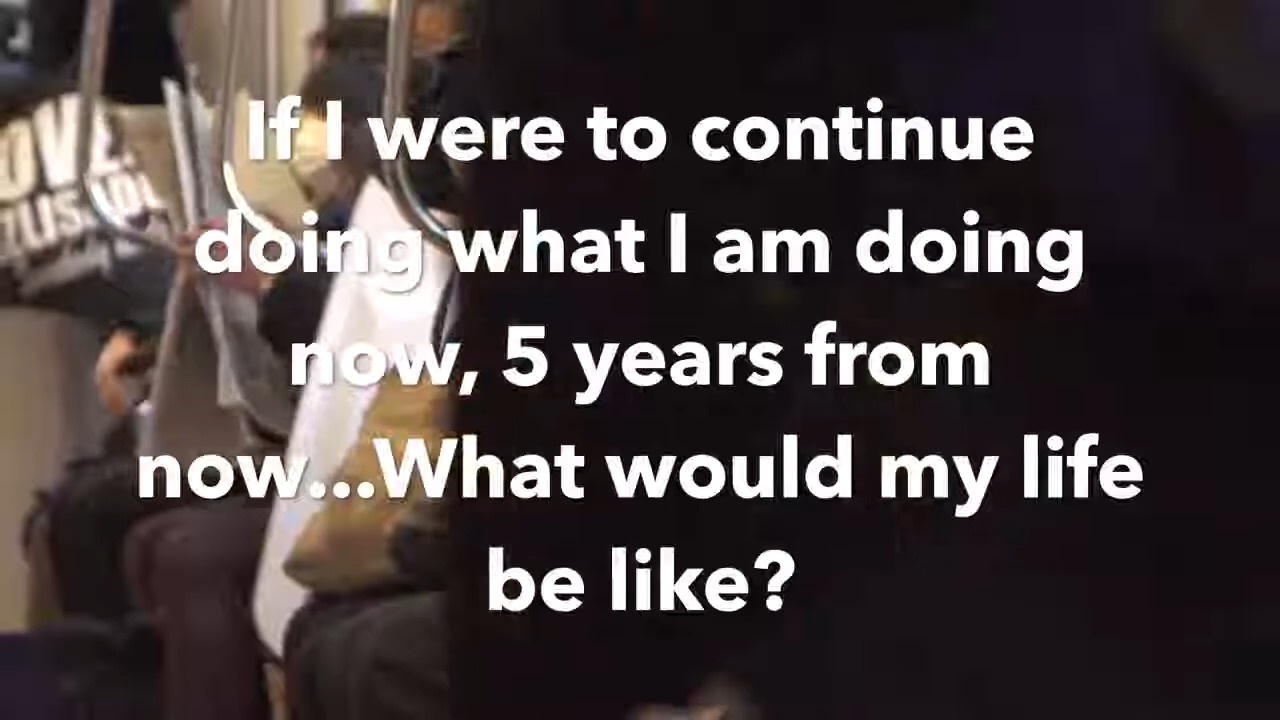 If I were to continue
doing what I am doing
now, 5 years from
now...What would my life
be like?